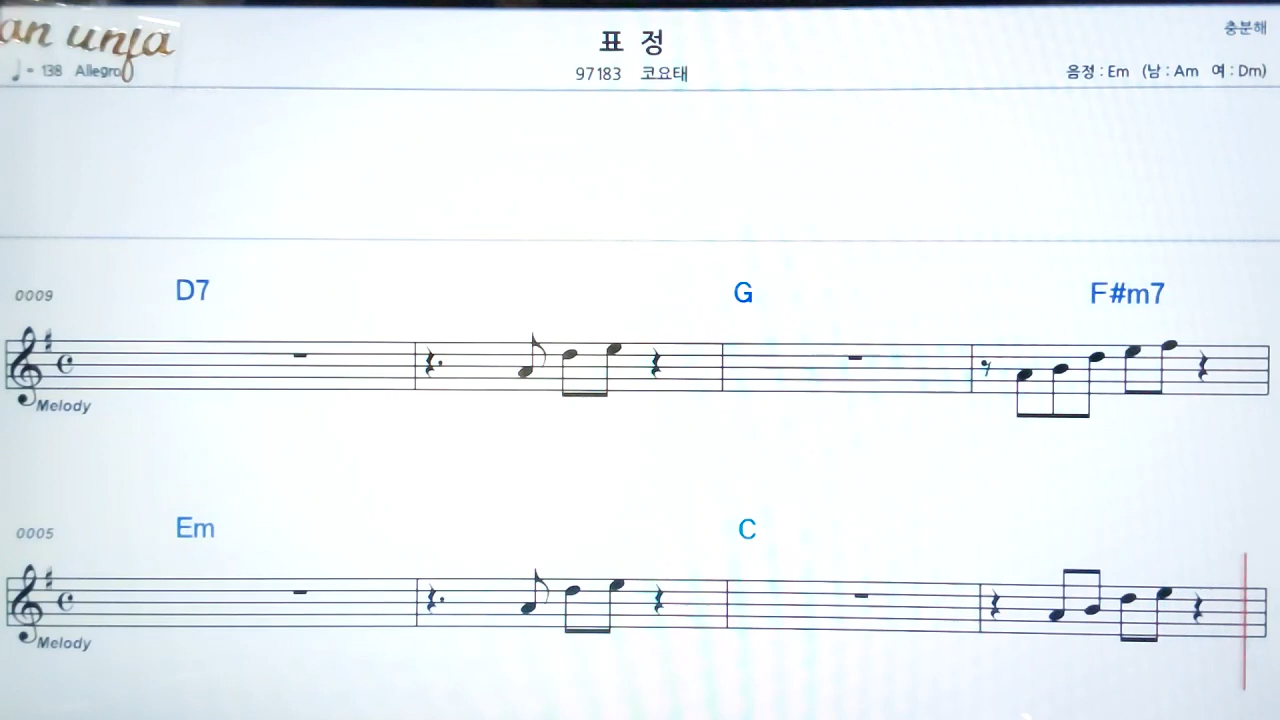 an unja
표 정
충분해
♩ = 138 Allegro
97183 코요태
음정 : Em (남 : Am 여 : Dm)
0009
D7
G
F#m7
Melody
0005
Em
C
Melody